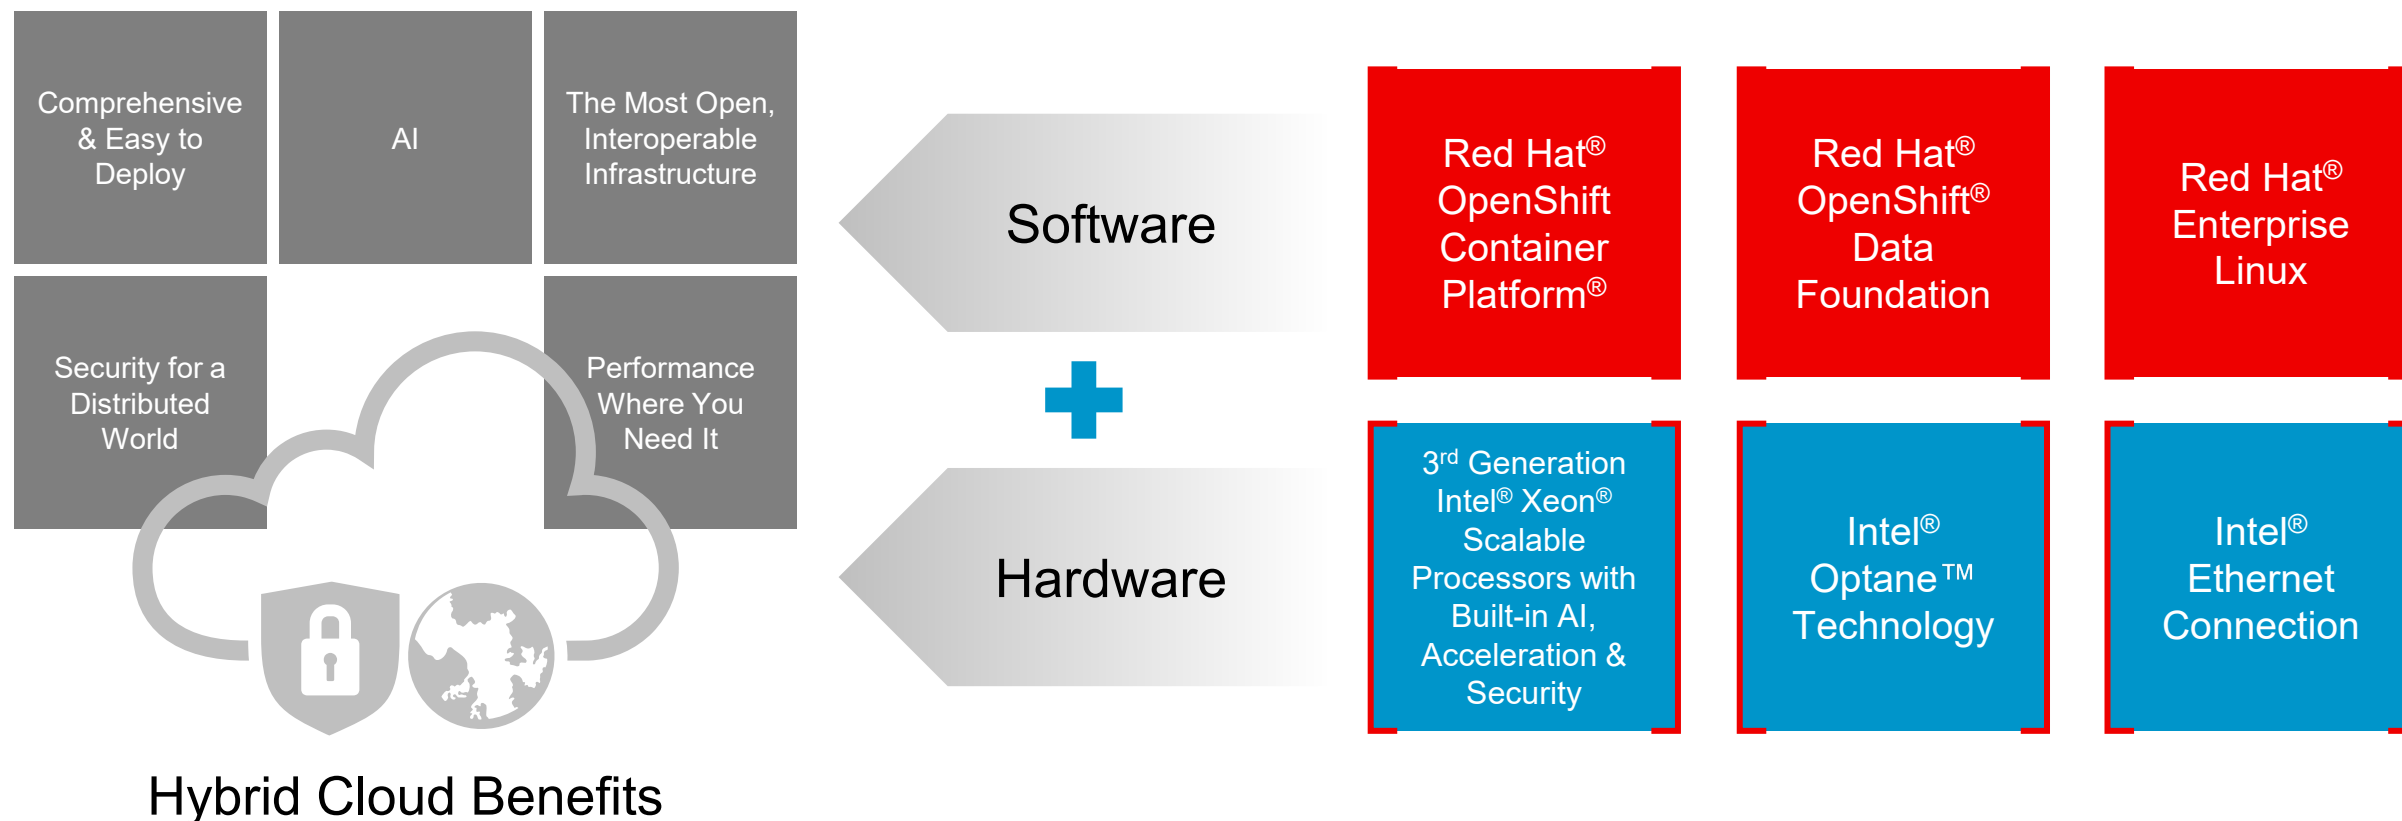 Comprehensive
& Easy to
Deploy
AI
The Most Open,
Interoperable
Infrastructure
Security for a
Distributed
World
Performance
Where You
Need It
Hybrid Cloud Benefits
Software
Hardware
Red Hat®
OpenShift
Container
Platform®
Red Hat®
OpenShift®
Data
Foundation
Red Hat®
Enterprise
Linux
3rd Generation
Intel® Xeon®
Scalable
Processors with
Built-in AI,
Acceleration &
Security
Intel®
Optane™
Technology
Intel®
Ethernet
Connection